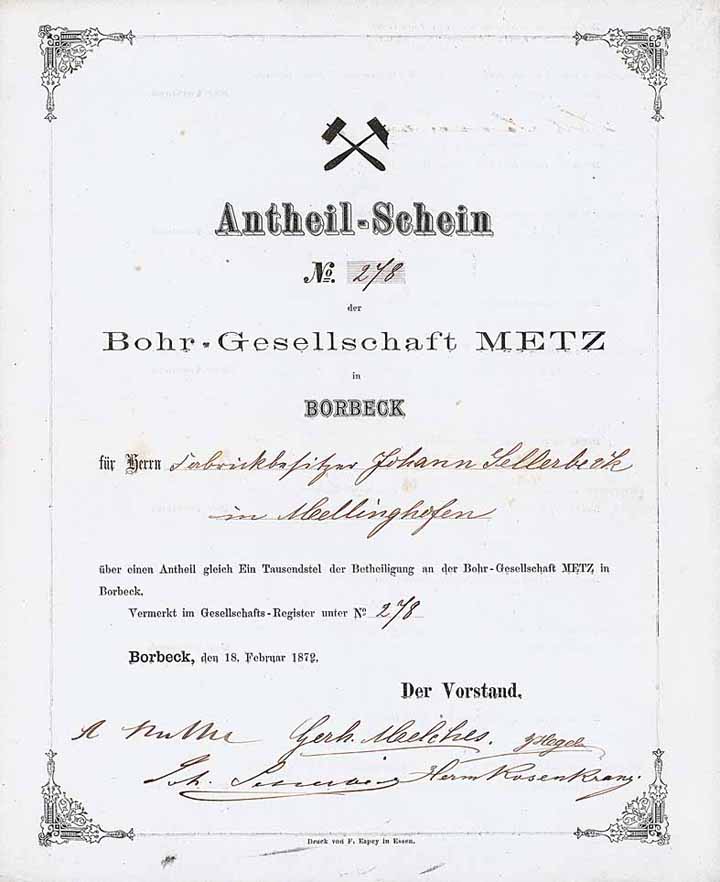 Antheil-Schein
No. 278
der
Bohr-Gesellschaft METZ
in
BORBECK
für Herrn Fabrickbesitzer Johann Sellerbeck
in Mellinghofen
über einen Antheil gleich Ein Tausendstel der Betheiligung an der Bohr-Gesellschaft METZ in
Borbeck.
Vermerkt im Gesellschafts-Register unter No 278
Borbeck, den 18. Februar 1872.
Der Vorstand,
Gerh. Melches.
Herm Rosenkranz.
Druck von F. Espey in Essen.